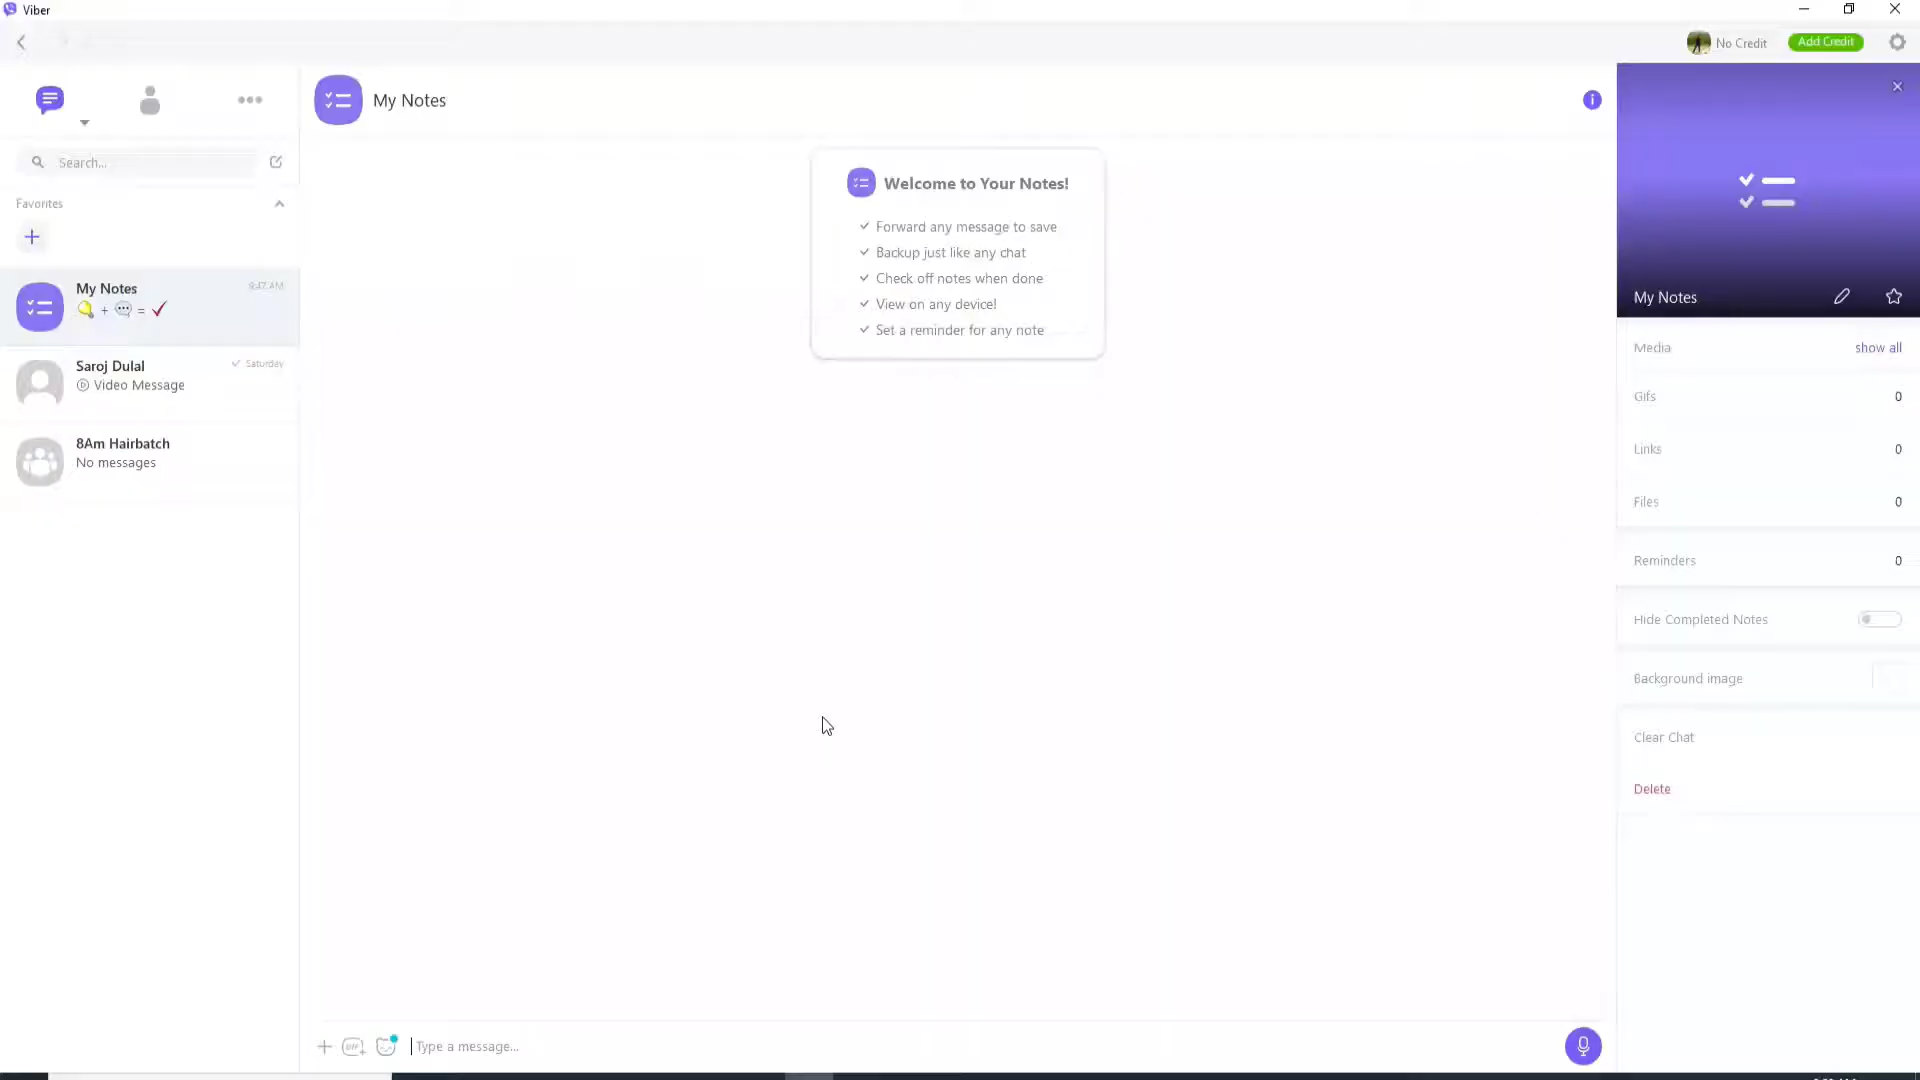 Viber
No Credit
Add Credit
My Notes
Search...
Favorites
My Notes
9:47 AM
+ =
Saroj Dulal
Saturday
Video Message
8Am Hairbatch
No messages
Welcome to Your Notes!
Forward any message to save
Backup just like any chat
Check off notes when done
View on any device!
Set a reminder for any note
GIF
Type a message...
My Notes
Media
show all
Gifs
0
Links
0
Files
0
Reminders
0
Hide Completed Notes
Background image
Clear Chat
Delete